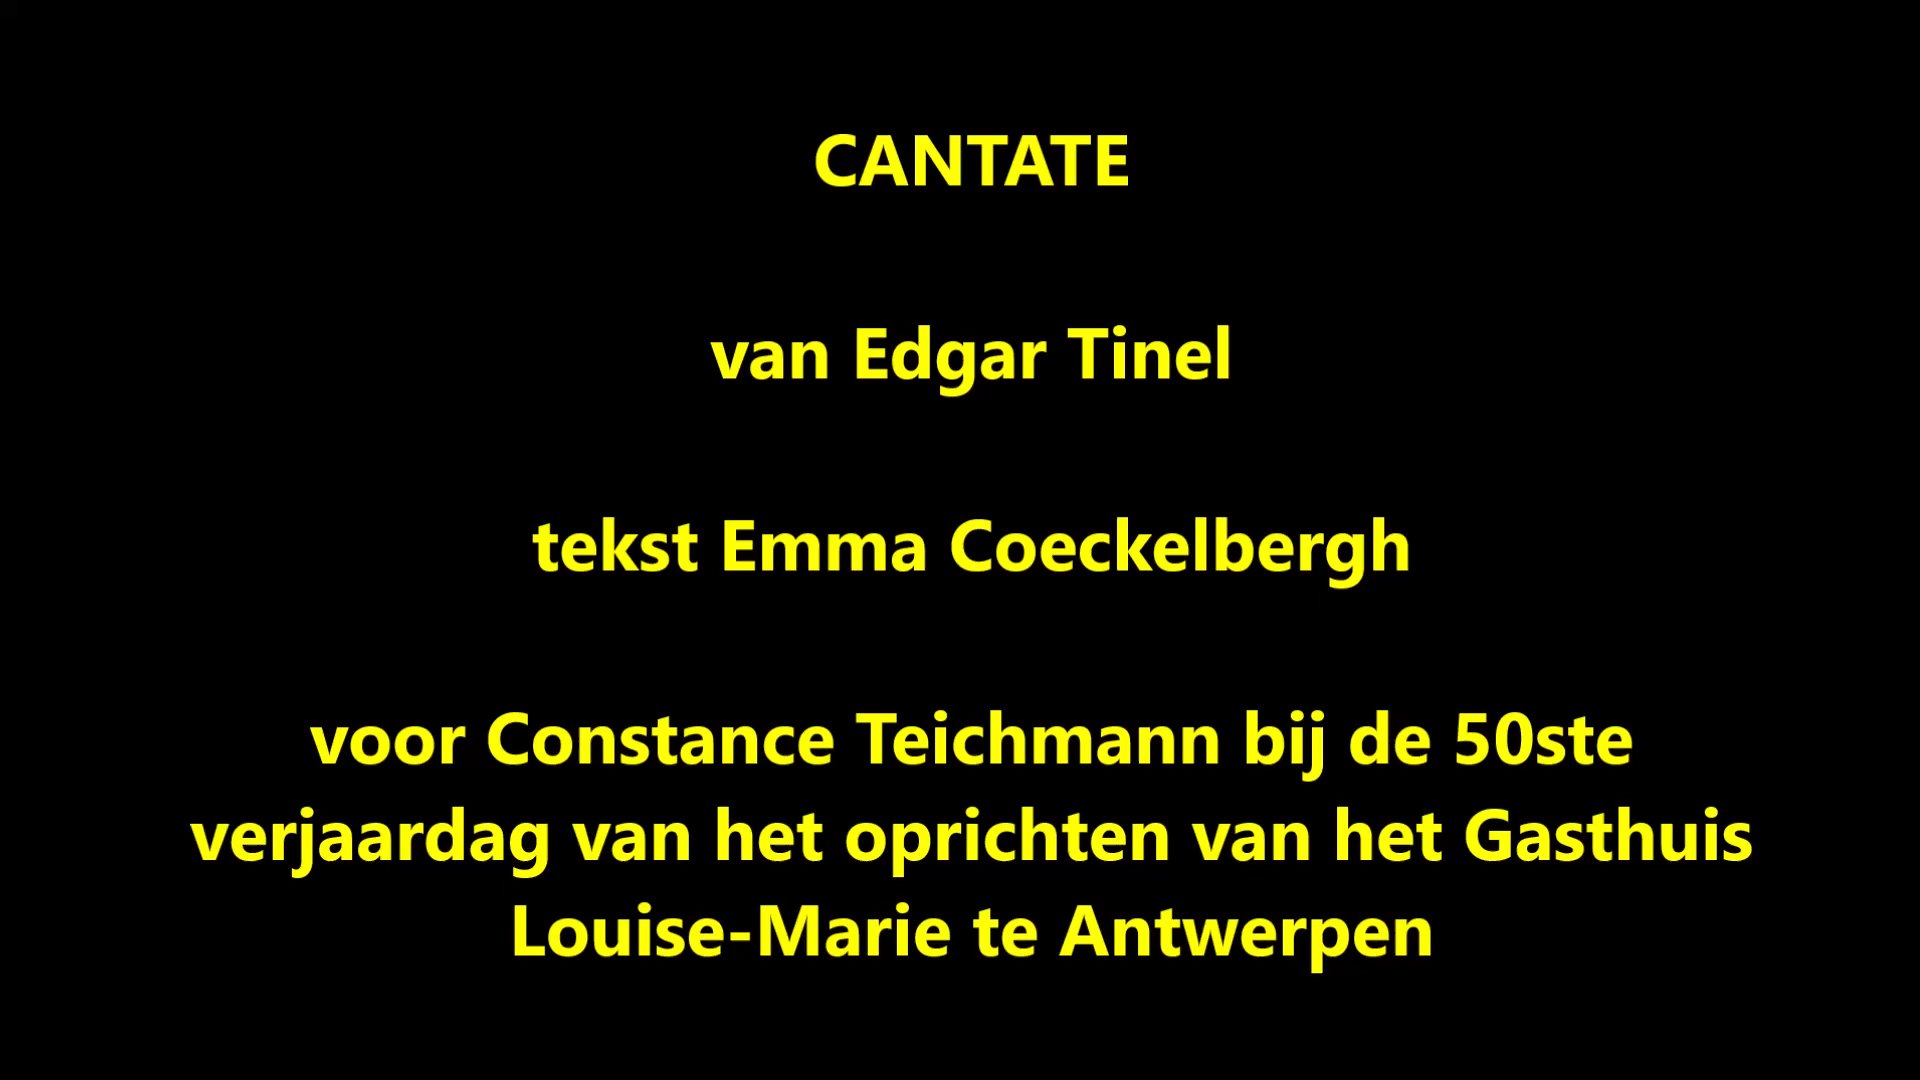 CANTATE
van Edgar Tinel
tekst Emma Coeckelbergh
voor Constance Teichmann bij de 50ste
verjaardag van het oprichten van het Gasthuis
Louise-Marie te Antwerpen